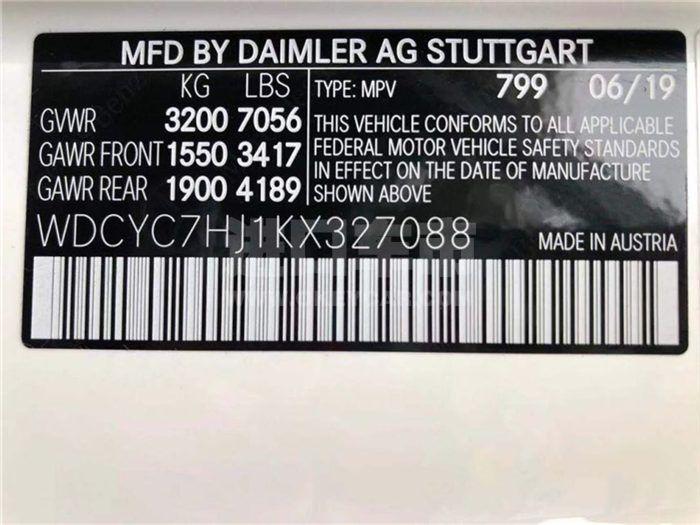 MFD BY DAIMLER AG STUTTGART
KG LBS
GVWR 3200 7056
GAWR FRONT 1550 3417
GAWR REAR 1900 4189
TYPE: MPV 799 06/19
THIS VEHICLE CONFORMS TO ALL APPLICABLE
FEDERAL MOTOR VEHICLE SAFETY STANDARDS
IN EFFECT ON THE DATE OF MANUFACTURE
SHOWN ABOVE
WDCYC7HJ1KX327088 MADE IN AUSTRIA